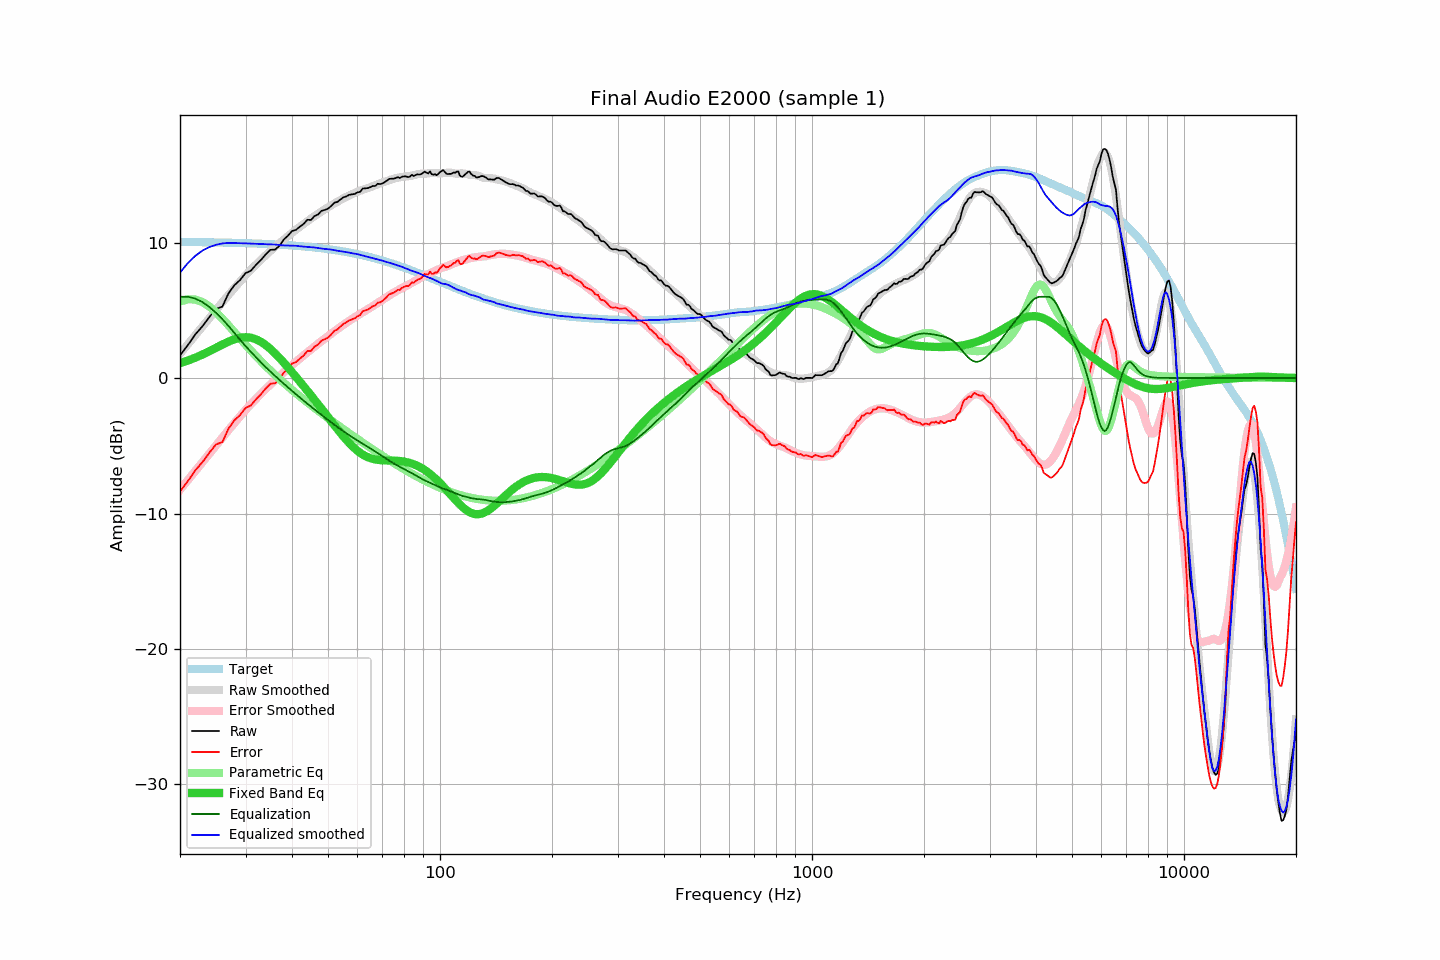 Final Audio E2000 (sample 1)
Amplitude (dBr)
10
0
−10
−20
−30
Target
Raw Smoothed
Error Smoothed
Raw
Error
Parametric Eq
Fixed Band Eq
Equalization
Equalized smoothed
100
1000
10000
Frequency (Hz)